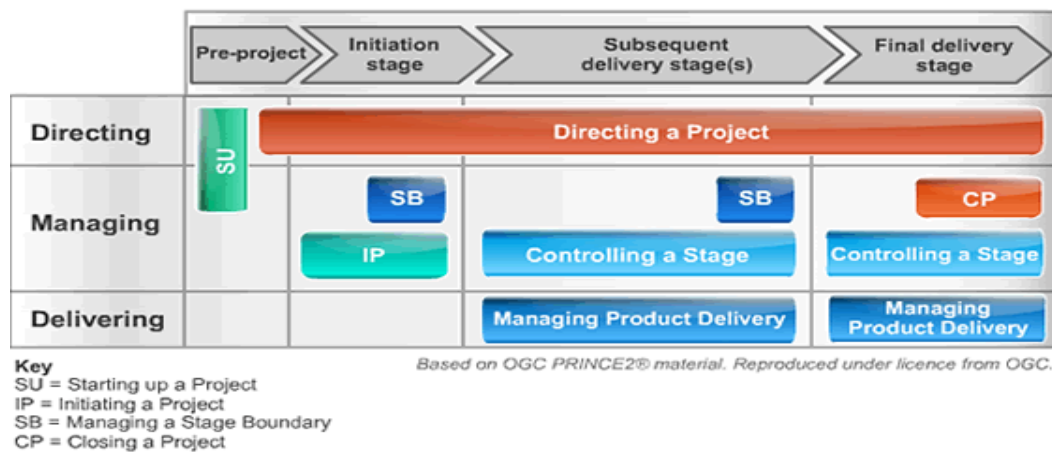 Pre-project
Initiation
stage
Subsequent
delivery stage(s)
Final delivery
stage
Directing
SU
Directing a Project
Managing
SB
SB
CP
IP
Controlling a Stage
Controlling a Stage
Delivering
Managing Product Delivery
Managing
Product Delivery
Key
Based on OGC PRINCE2® material. Reproduced under licence from OGC.
SU = Starting up a Project
IP = Initiating a Project
SB = Managing a Stage Boundary
CP = Closing a Project